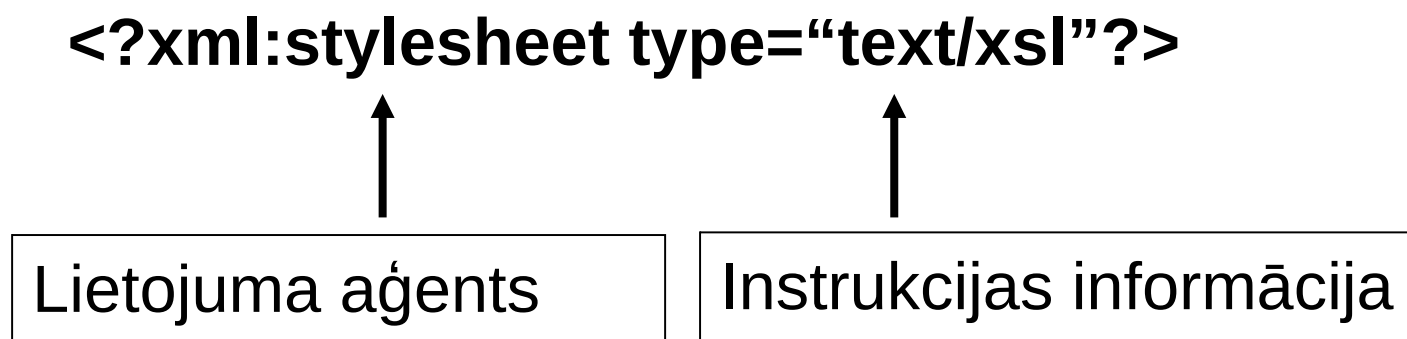 <?xml:stylesheet type=“text/xsl”?>
Lietojuma aģents
Instrukcijas informācija